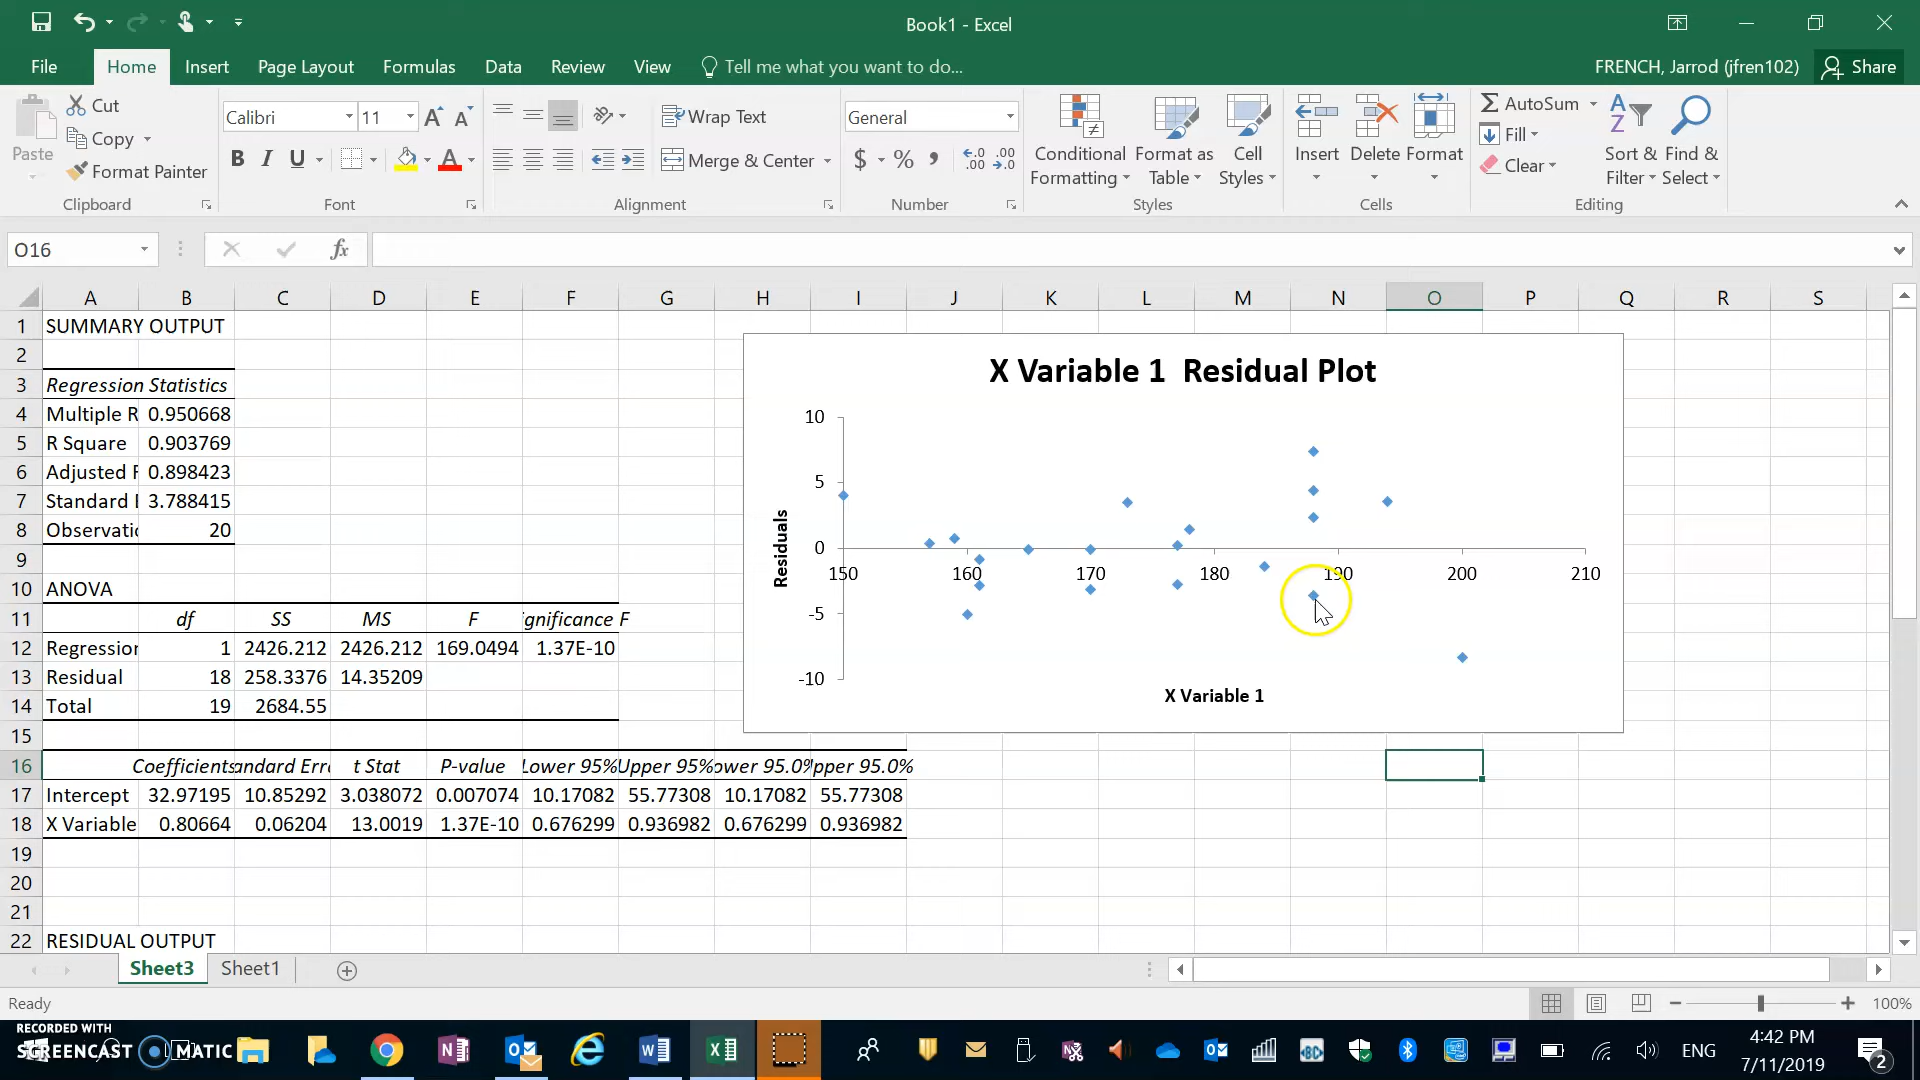 Book1 - Excel
FRENCH, Jarrod (jfren102)
Share
File Home Insert Page Layout Formulas Data Review View Tell me what you want to do...
Paste
Cut
Copy
Format Painter
Clipboard
Calibri 11
B I U
Font
Wrap Text
Merge & Center
Alignment
General
$ % , .0 .00 .00 .0
Number
Conditional Formatting
Format as Table
Cell Styles
Styles
Insert Delete Format
Cells
AutoSum
Fill
Clear
Sort & Filter
Find & Select
Editing
O16
fx
A B C D E F G H I J K L M N O P Q R S
1 SUMMARY OUTPUT
2
3 Regression Statistics
4 Multiple R 0.950668
5 R Square 0.903769
6 Adjusted R 0.898423
7 Standard E 3.788415
8 Observatio 20
9
10 ANOVA
11 df SS MS F gnificance F
12 Regression 1 2426.212 2426.212 169.0494 1.37E-10
13 Residual 18 258.3376 14.35209
14 Total 19 2684.55
15
16 Coefficients andard Erro t Stat P-value Lower 95% Upper 95% ower 95.0% pper 95.0%
17 Intercept 32.97195 10.85292 3.038072 0.007074 10.17082 55.77308 10.17082 55.77308
18 X Variable 0.80664 0.06204 13.0019 1.37E-10 0.676299 0.936982 0.676299 0.936982
19
20
21
22 RESIDUAL OUTPUT
X Variable 1 Residual Plot
Residuals
10
5
0
-5
-10
150 160 170 180 190 200 210
X Variable 1
Sheet3 Sheet1
Ready
100%
RECORDED WITH
SCREENCAST MATIC
ENG
4:42 PM
7/11/2019
2